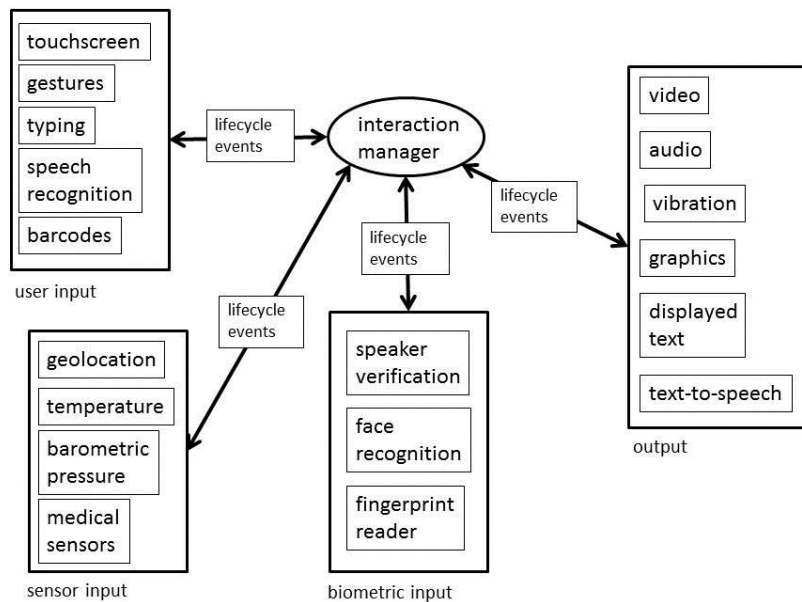 touchscreen
gestures
typing
speech
recognition
barcodes
user input
lifecycle
events
interaction
manager
lifecycle
events
lifecycle
events
lifecycle
events
video
audio
vibration
graphics
displayed
text
text-to-speech
output
geolocation
temperature
barometric
pressure
medical
sensors
sensor input
speaker
verification
face
recognition
fingerprint
reader
biometric input